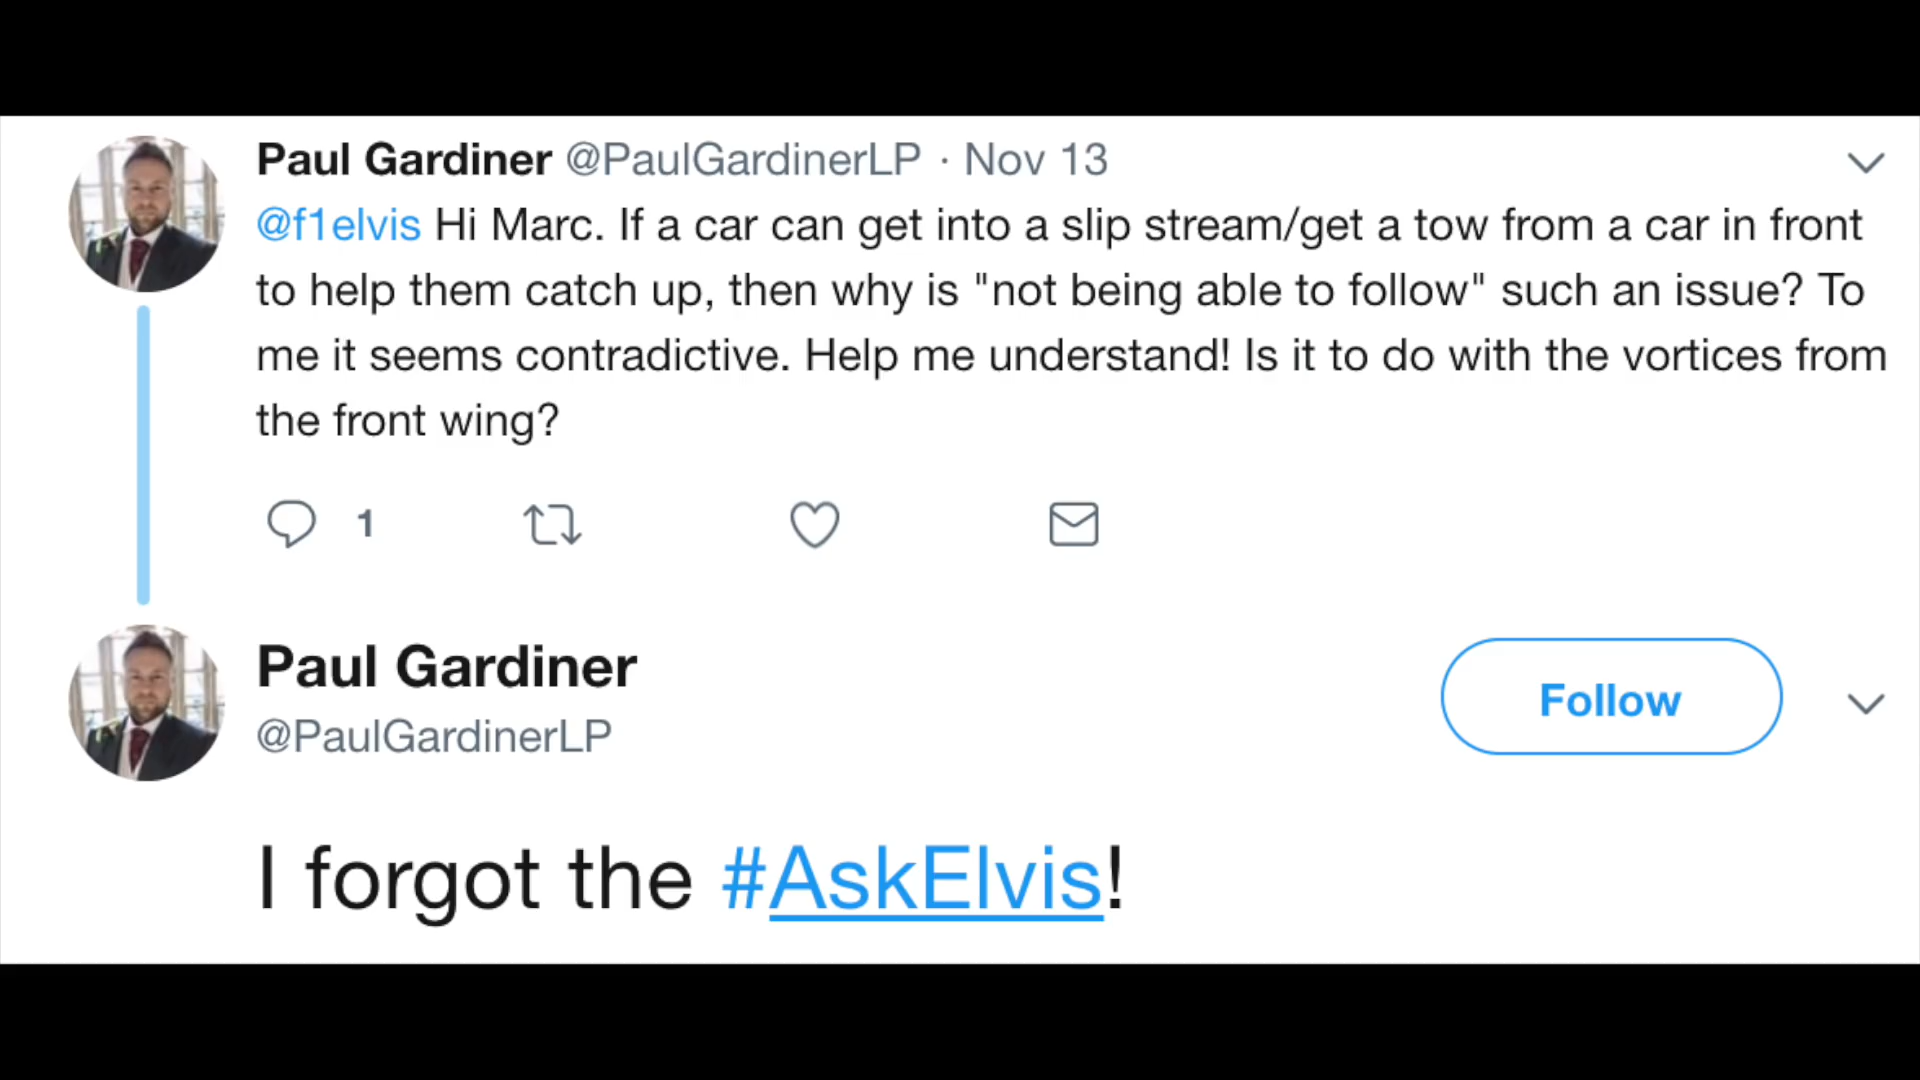 Paul Gardiner @PaulGardinerLP · Nov 13
@f1elvis Hi Marc. If a car can get into a slip stream/get a tow from a car in front
to help them catch up, then why is "not being able to follow" such an issue? To
me it seems contradictive. Help me understand! Is it to do with the vortices from
the front wing?
1
Paul Gardiner
@PaulGardinerLP
Follow
I forgot the #AskElvis!